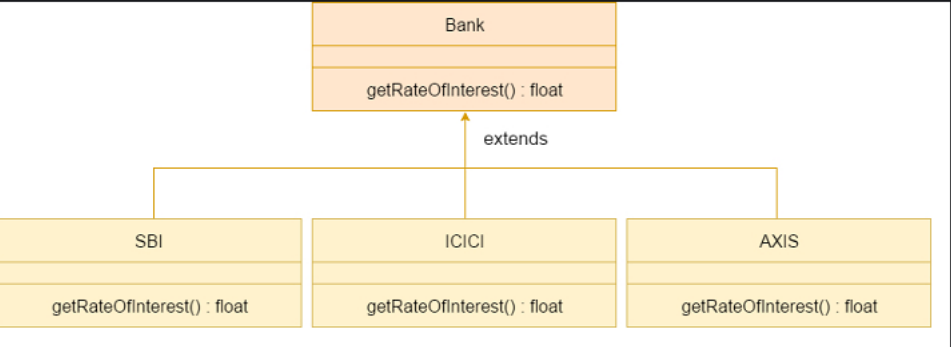 Bank
getRateOfInterest() : float
extends
SBI
ICICI
AXIS
getRateOfInterest() : float
getRateOfInterest() : float
getRateOfInterest() : float